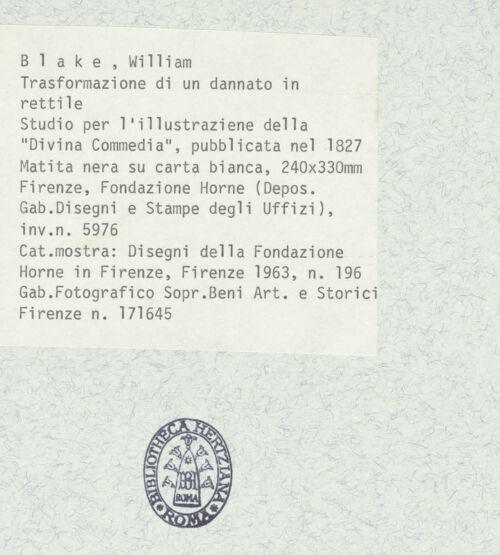 B l a k e , William
Trasformazione di un dannato in
rettile
Studio per l'illustraziene della
"Divina Commedia", pubblicata nel 1827
Matita nera su carta bianca, 240x330mm
Firenze, Fondazione Horne (Depos.
Gab.Disegni e Stampe degli Uffizi),
inv.n. 5976
Cat.mostra: Disegni della Fondazione
Horne in Firenze, Firenze 1963, n. 196
Gab.Fotografico Sopr.Beni Art. e Storici
Firenze n. 171645
BIBLIOTHECA HERTZIANA
ROMA
ROMA